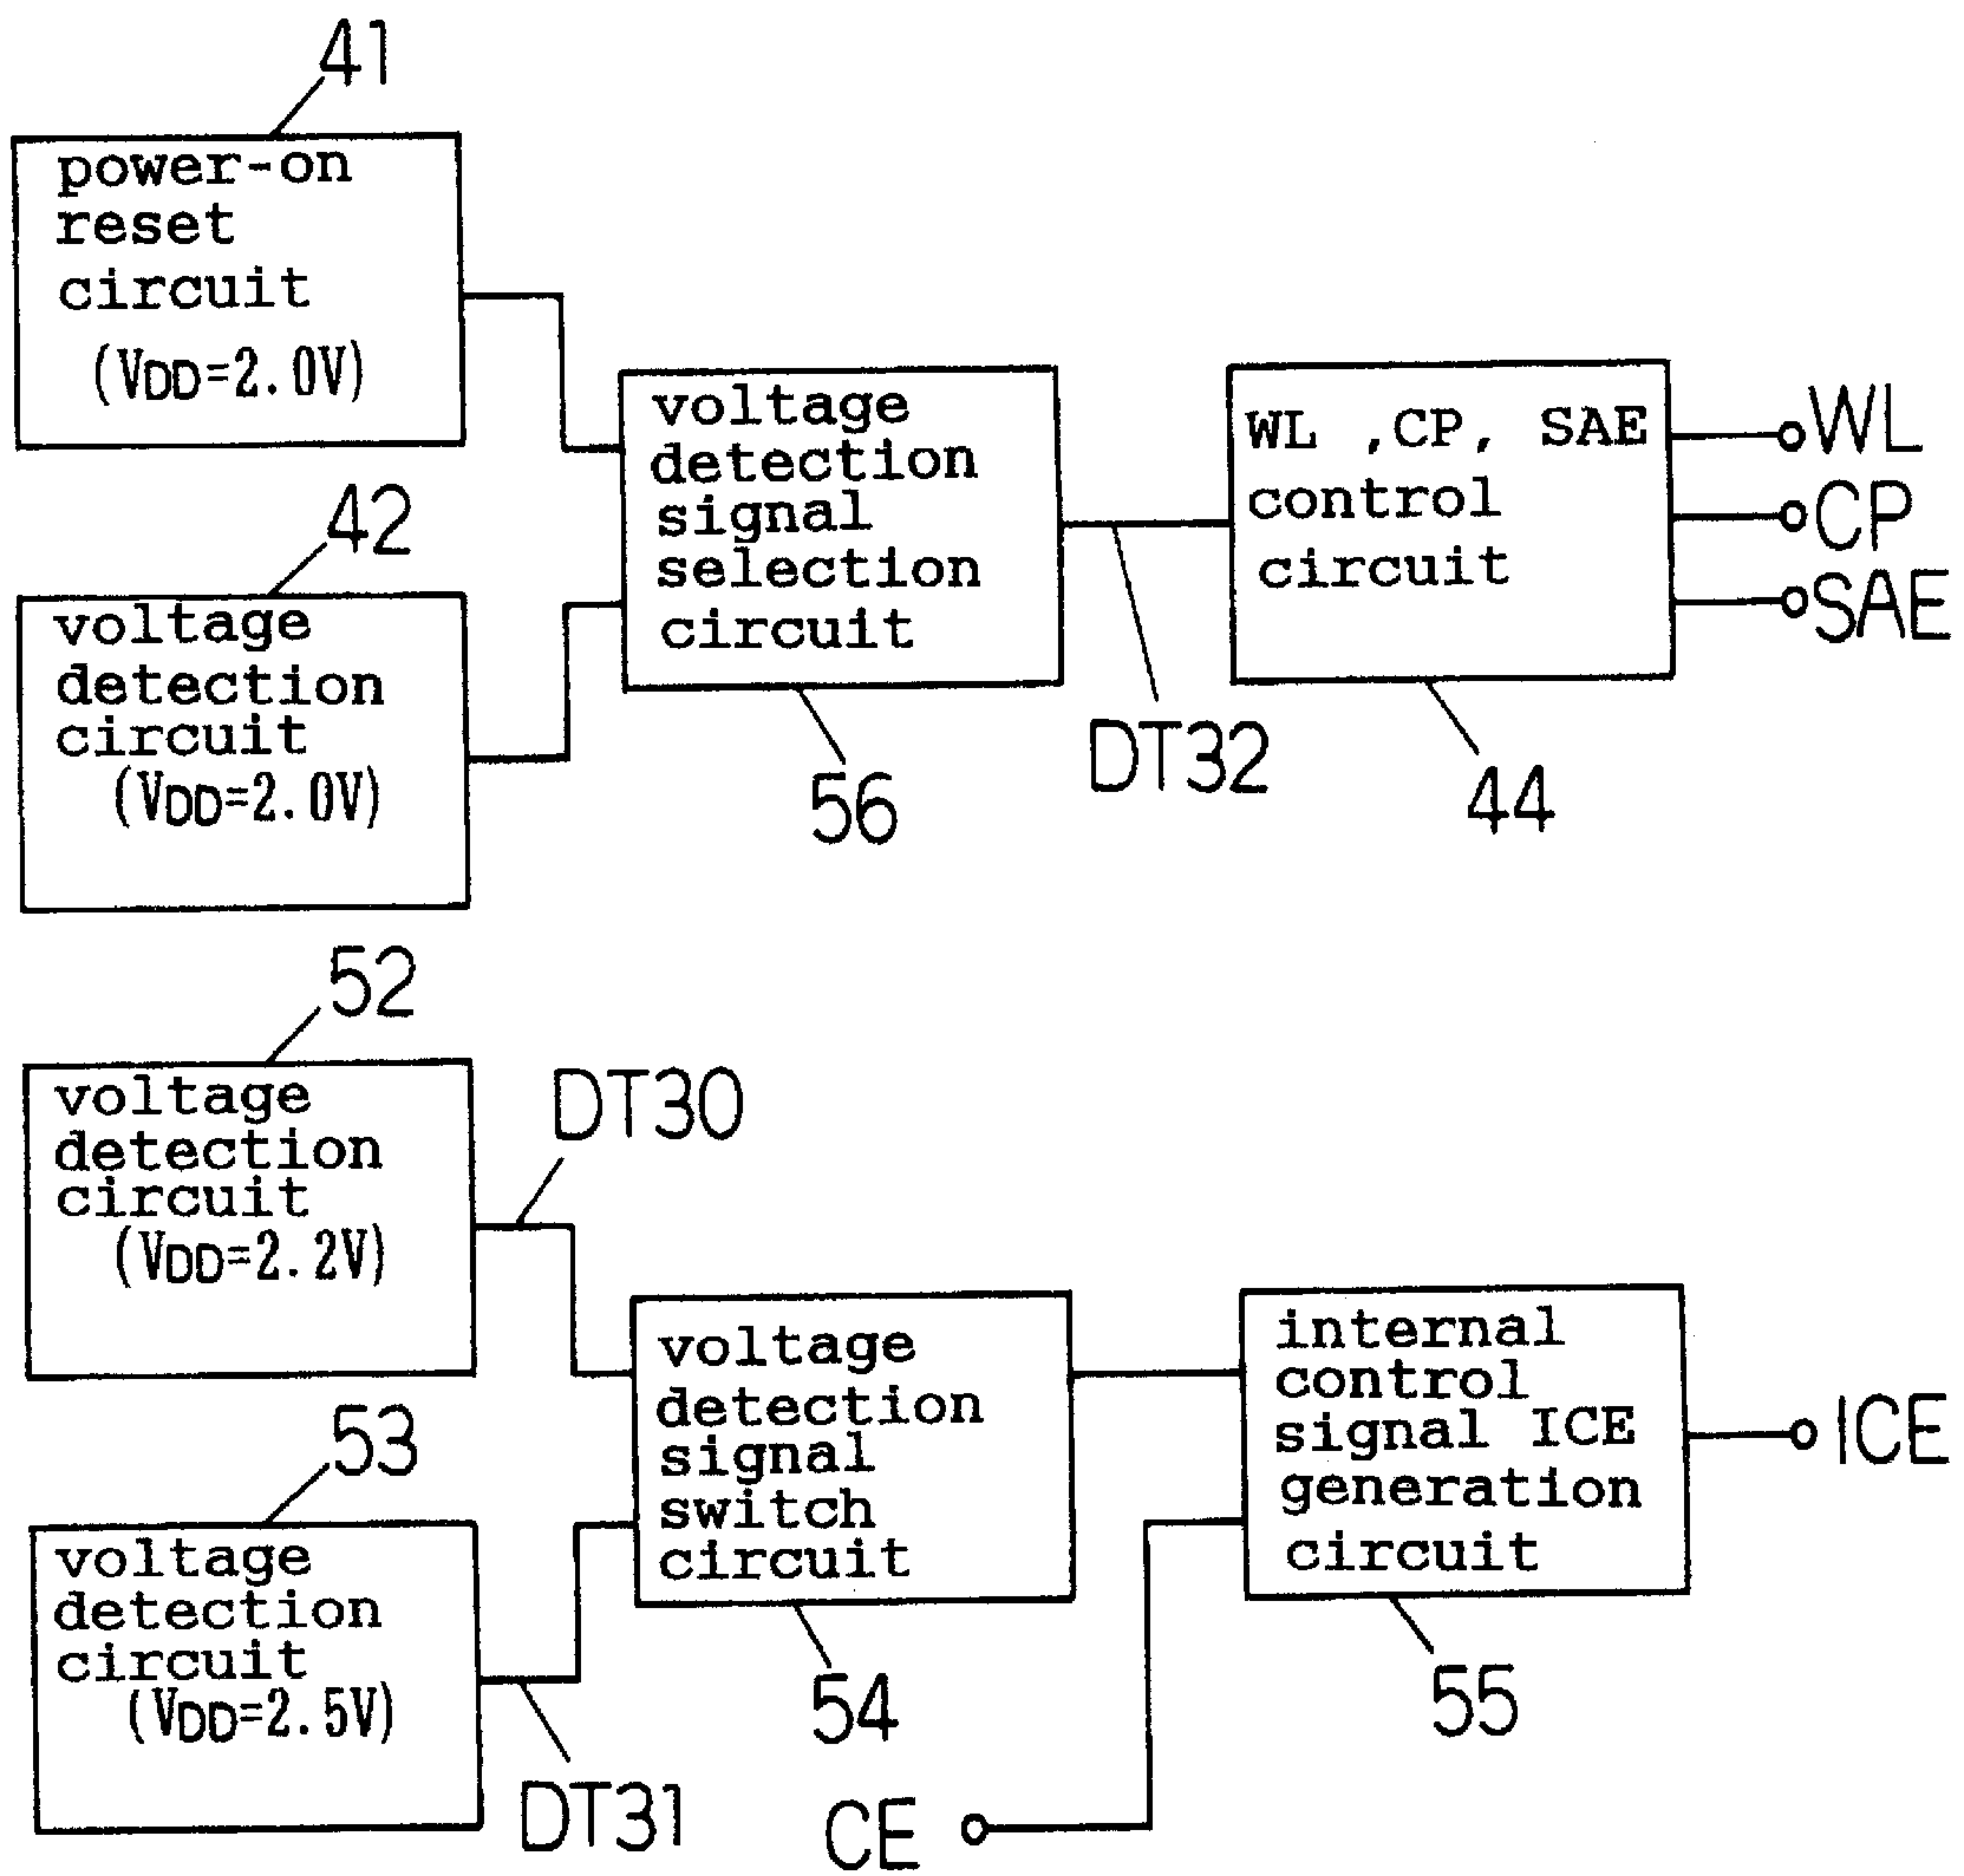 41
power-on
reset
circuit
(VDD=2.0V)
42
voltage
detection
circuit
(VDD=2.0V)
voltage
detection
signal
selection
circuit
56
DT32
WL ,CP, SAE
control
circuit
44
WL
CP
SAE
52
voltage
detection
circuit
(VDD=2.2V)
DT30
53
voltage
detection
circuit
(VDD=2.5V)
DT31
voltage
detection
signal
switch
circuit
54
CE
internal
control
signal ICE
generation
circuit
55
ICE